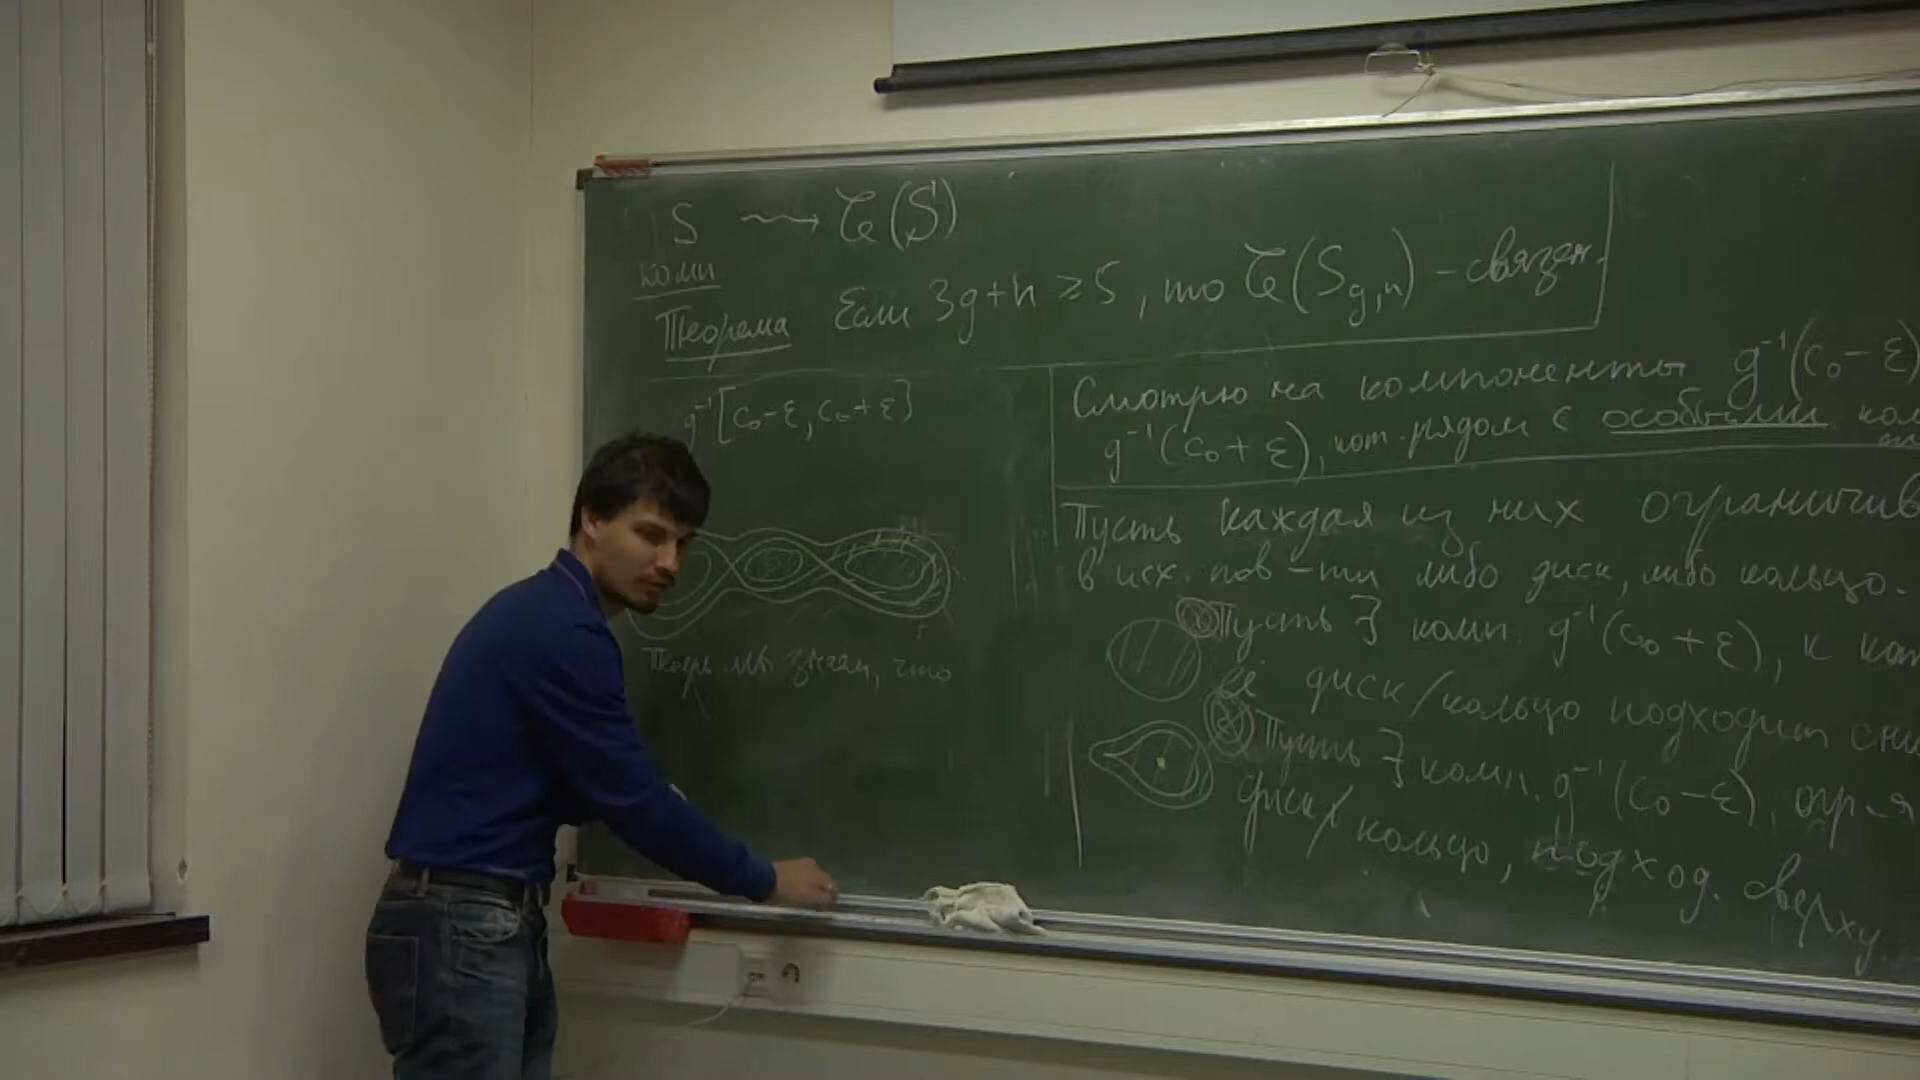 S ⟿ 𝒞(S)
комп.
Теорема Если 3g+n ≥ 5, то 𝒞(S_{g,n}) – связен.
g⁻¹[c₀-ε, c₀+ε]
Теперь мы знаем, что
Смотрю на компоненты g⁻¹(c₀-ε)
g⁻¹(c₀+ε), кот. рядом с особыми
Пусть каждая из них ограничив
в исх. пов-ти либо диск, либо кольцо.
Пусть ∃ комп. g⁻¹(c₀+ε), к
её диск/кольцо подходит сни
Пусть ∃ комп. g⁻¹(c₀-ε), огр-я
диск/кольцо, подход. сверху.